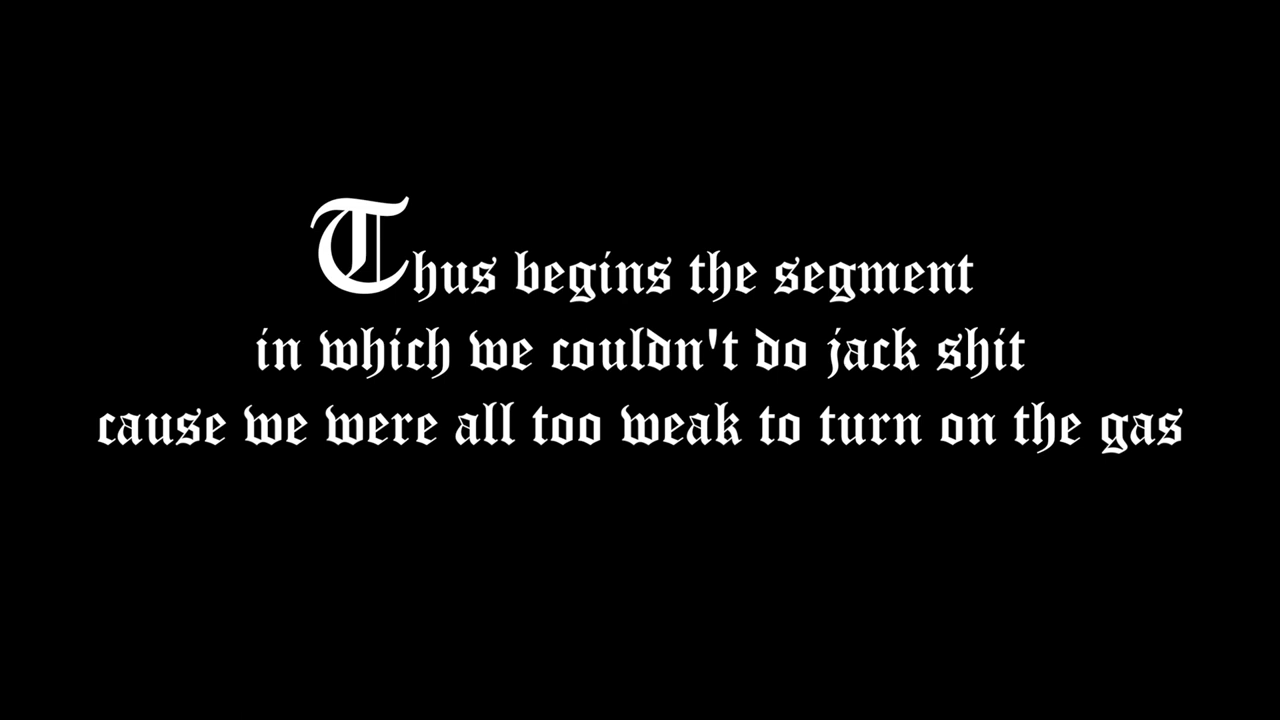 Thus begins the segment
in which we couldn't do jack shit
cause we were all too weak to turn on the gas